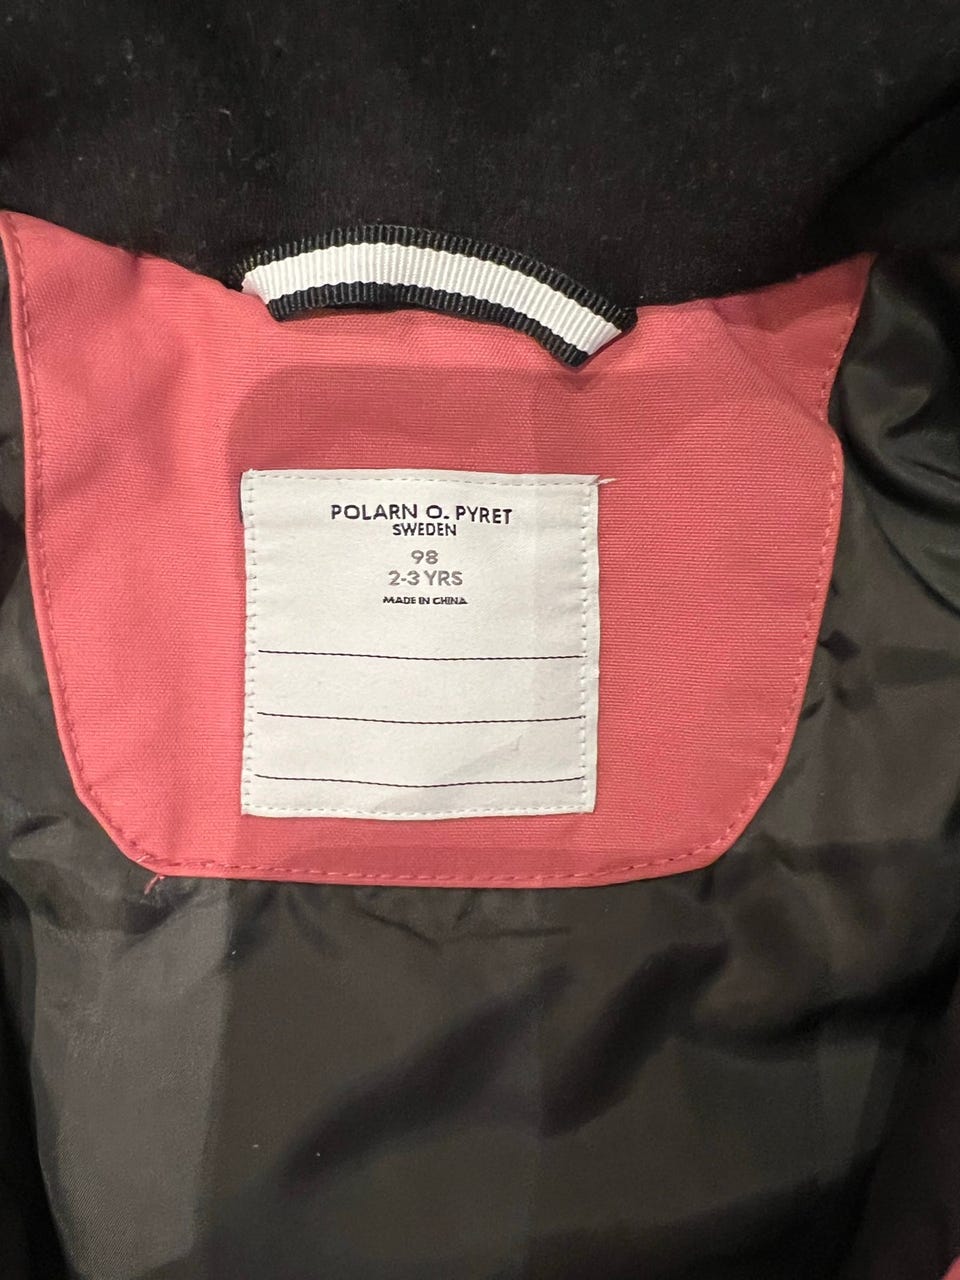 POLARN O. PYRET
SWEDEN
98
2-3 YRS
MADE IN CHINA